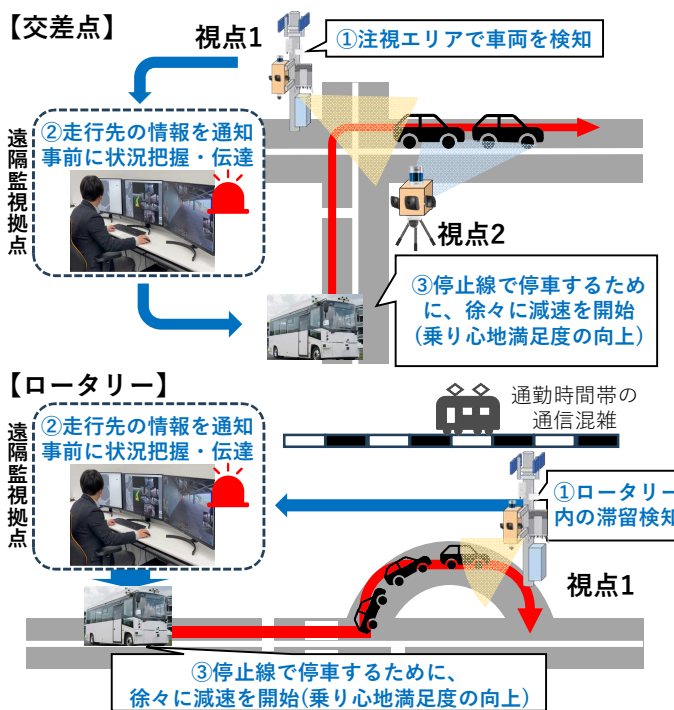 【交差点】
視点1
①注視エリアで車両を検知
遠隔監視拠点
②走行先の情報を通知
事前に状況把握・伝達
視点2
③停止線で停車するため
に、徐々に減速を開始
(乗り心地満足度の向上)
【ロータリー】
遠隔監視拠点
②走行先の情報を通知
事前に状況把握・伝達
通勤時間帯の
通信混雑
①ロータリー
内の滞留検知
視点1
③停止線で停車するために、
徐々に減速を開始(乗り心地満足度の向上)